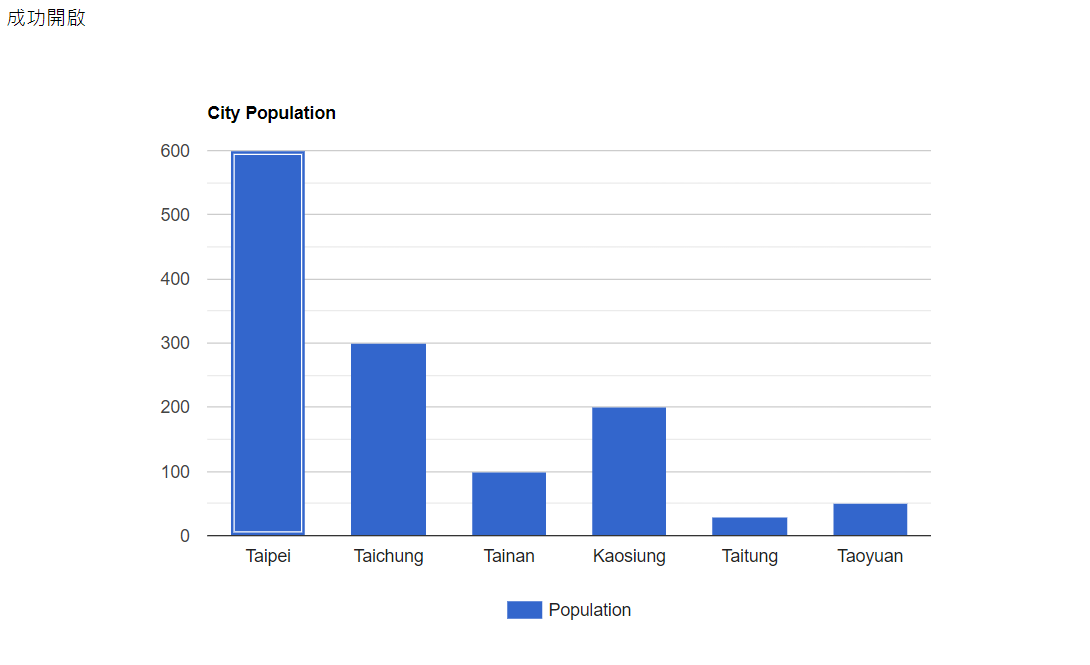 成功開啟
City Population
600
500
400
300
200
100
0
Taipei Taichung Tainan Kaosiung Taitung Taoyuan
Population